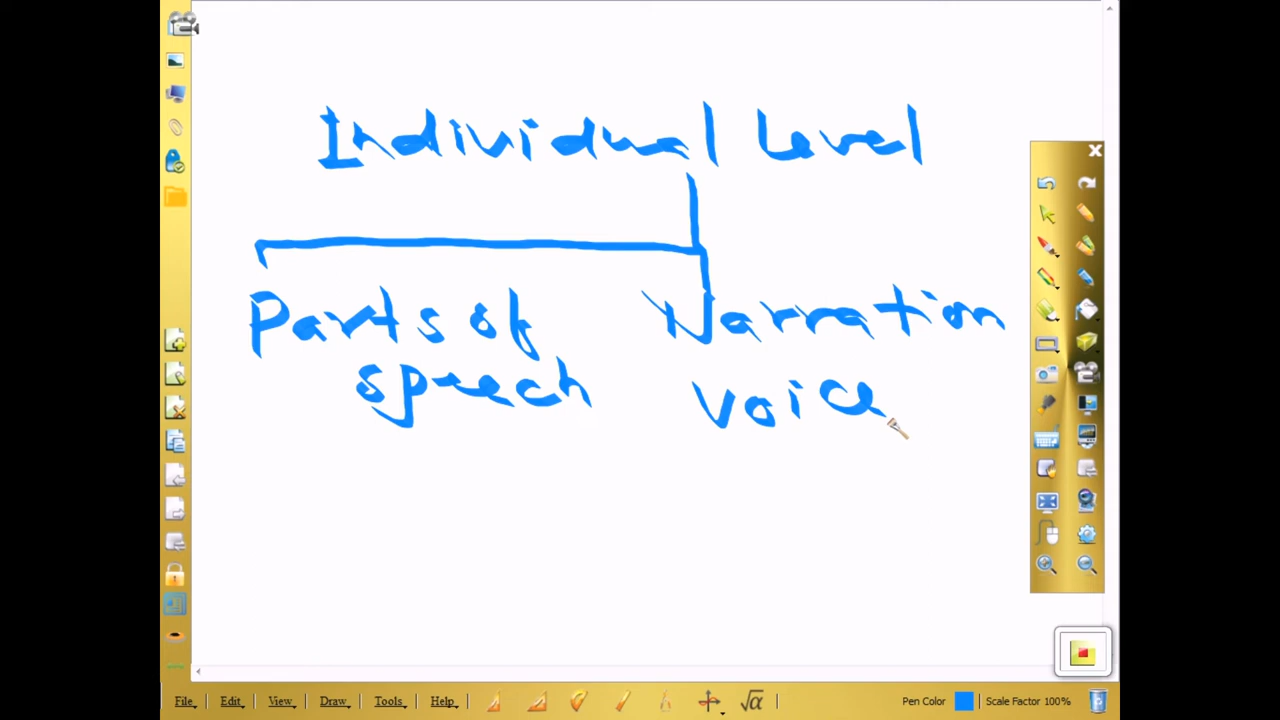 Individual Level
Parts of Narration
speech voice
File Edit View Draw Tools Help Pen Color Scale Factor 100%